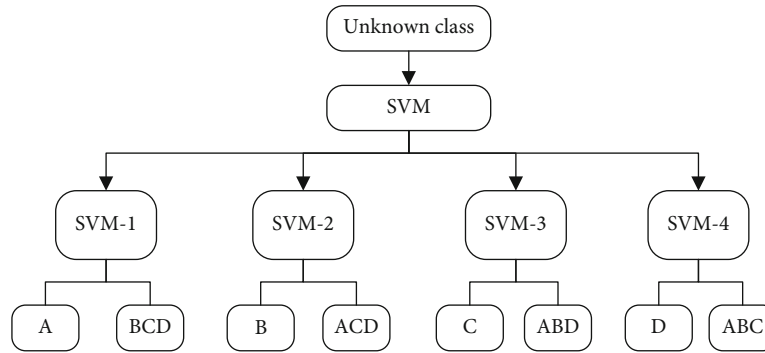 Unknown class
SVM
SVM-1
SVM-2
SVM-3
SVM-4
A
BCD
B
ACD
C
ABD
D
ABC